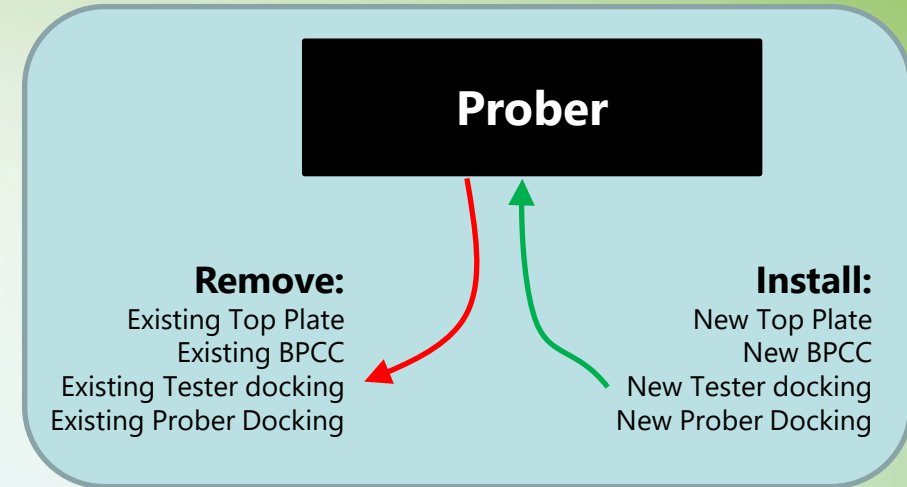 Prober
Remove:
Existing Top Plate
Existing BPCC
Existing Tester docking
Existing Prober Docking
Install:
New Top Plate
New BPCC
New Tester docking
New Prober Docking